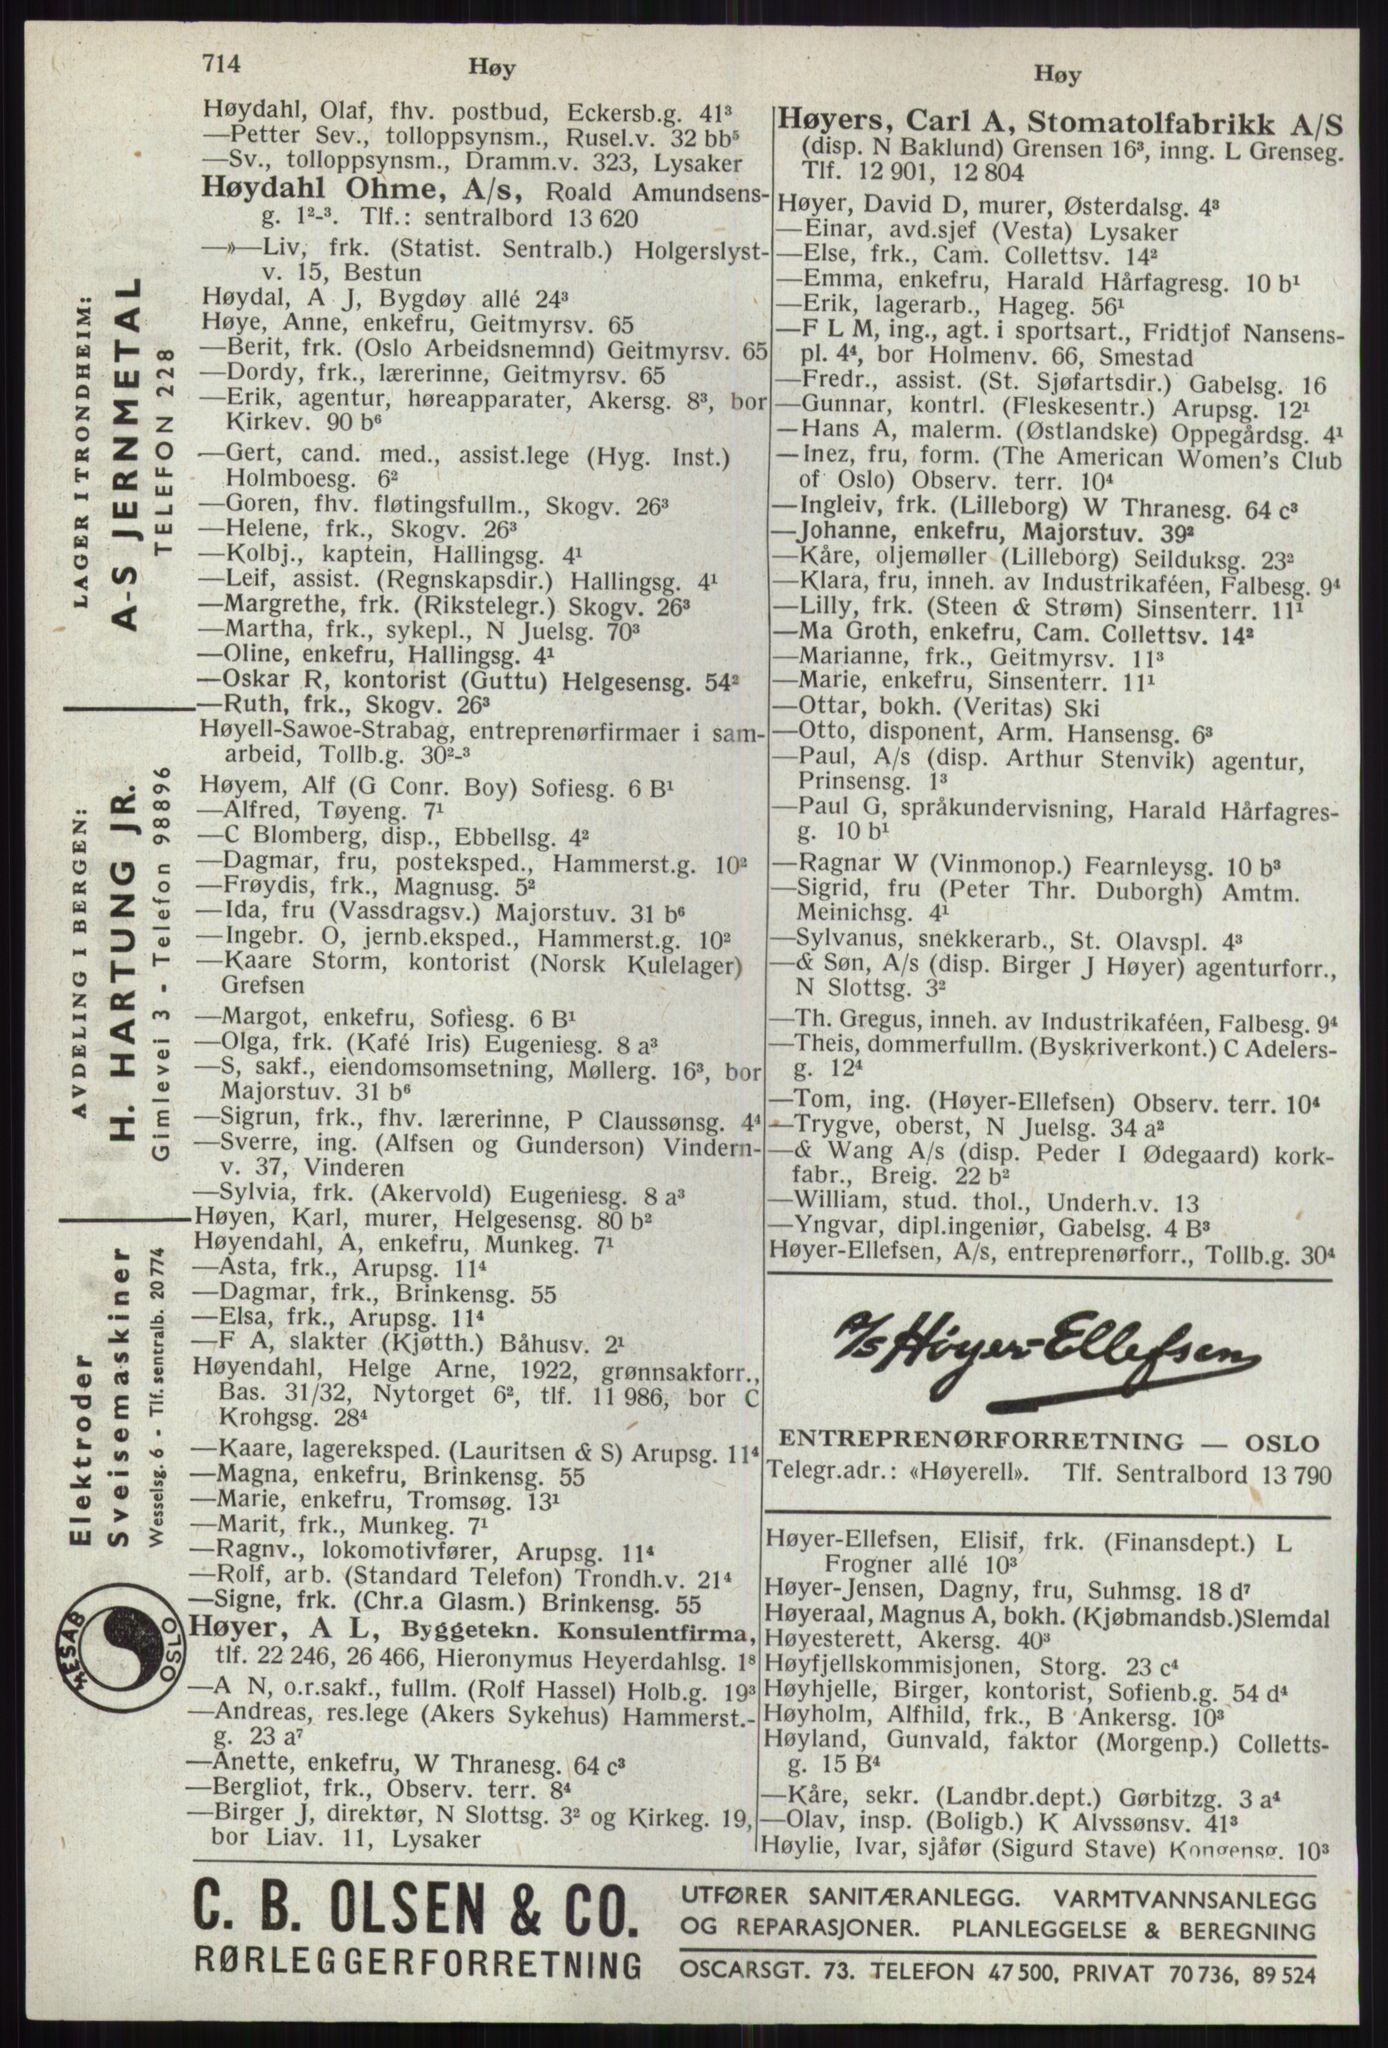 714
Høy
Høydahl, Olaf, fhv. postbud, Eckersb.g. 41³
—Petter Sev., tolloppsynsm., Rusel.v. 32 bb⁵
—Sv., tolloppsynsm., Dramm.v. 323, Lysaker
Høydahl Ohme, A/s, Roald Amundsens-
g. 1²-³. Tlf.: sentralbord 13 620
—»—Liv, frk. (Statist. Sentralb.) Holgerslyst-
v. 15, Bestun
Høydal, A J, Bygdøy allé 24³
Høye, Anne, enkefru, Geitmyrsv. 65
—Berit, frk. (Oslo Arbeidsnemnd) Geitmyrsv. 65
—Dordy, frk., lærerinne, Geitmyrsv. 65
—Erik, agentur, høreapparater, Akersg. 8³, bor
Kirkev. 90 b⁶
—Gert, cand. med., assist.lege (Hyg. Inst.)
Holmboesg. 6²
—Goren, fhv. fløtingsfullm., Skogv. 26³
—Helene, frk., Skogv. 26³
—Kolbj., kaptein, Hallingsg. 4¹
—Leif, assist. (Regnskapsdir.) Hallingsg. 4¹
—Margrethe, frk. (Rikstelegr.) Skogv. 26³
—Martha, frk., sykepl., N Juelsg. 70³
—Oline, enkefru, Hallingsg. 4¹
—Oskar R, kontorist (Guttu) Helgesensg. 54²
—Ruth, frk., Skogv. 26³
Høyell-Sawoe-Strabag, entreprenørfirmaer i sam-
arbeid, Tollb.g. 30²-³
Høyem, Alf (G Conr. Boy) Sofiesg. 6 B¹
—Alfred, Tøyeng. 7¹
—C Blomberg, disp., Ebbellsg. 4²
—Dagmar, fru, posteksped., Hammerst.g. 10²
—Frøydis, frk., Magnusg. 5²
—Ida, fru (Vassdragsv.) Majorstuv. 31 b⁶
—Ingebr. O, jernb.eksped., Hammerst.g. 10²
—Kaare Storm, kontorist (Norsk Kulelager)
Grefsen
—Margot, enkefru, Sofiesg. 6 B¹
—Olga, frk. (Kafé Iris) Eugeniesg. 8 a³
—S, sakf., eiendomsomsetning, Møllerg. 16³, bor
Majorstuv. 31 b⁶
—Sigrun, frk., fhv. lærerinne, P Claussønsg. 4⁴
—Sverre, ing. (Alfsen og Gunderson) Vindern-
v. 37, Vinderen
—Sylvia, frk. (Akervold) Eugeniesg. 8 a³
Høyen, Karl, murer, Helgesensg. 80 b²
Høyendahl, A, enkefru, Munkeg. 7¹
—Asta, frk., Arupsg. 11⁴
—Dagmar, frk., Brinkensg. 55
—Elsa, frk., Arupsg. 11⁴
—F A, slakter (Kjøtth.) Båhusv. 2¹
Høyendahl, Helge Arne, 1922, grønnsakforr.,
Bas. 31/32, Nytorget 6², tlf. 11 986, bor C
Krohgsg. 28⁴
—Kaare, lagereksped. (Lauritsen & S) Arupsg. 11⁴
—Magna, enkefru, Brinkensg. 55
—Marie, enkefru, Tromsøg. 13¹
—Marit, frk., Munkeg. 7¹
—Ragnv., lokomotivfører, Arupsg. 11⁴
—Rolf, arb. (Standard Telefon) Trondh.v. 21⁴
—Signe, frk. (Chr.a Glasm.) Brinkensg. 55
Høyer, A L, Byggetekn. Konsulentfirma,
tlf. 22 246, 26 466, Hieronymus Heyerdahlsg. 1⁸
—A N, o.r.sakf., fullm. (Rolf Hassel) Holb.g. 19³
—Andreas, res.lege (Akers Sykehus) Hammerst.-
g. 23 a⁷
—Anette, enkefru, W Thranesg. 64 c³
—Bergliot, frk., Observ. terr. 8⁴
—Birger J, direktør, N Slottsg. 3² og Kirkeg. 19,
bor Liav. 11, Lysaker
Høy
Høyers, Carl A, Stomatolfabrikk A/S
(disp. N Baklund) Grensen 16³, inng. L Grenseg.
Tlf. 12 901, 12 804
Høyer, David D, murer, Østerdalsg. 4³
—Einar, avd.sjef (Vesta) Lysaker
—Else, frk., Cam. Collettsv. 14²
—Emma, enkefru, Harald Hårfagresg. 10 b¹
—Erik, lagerarb., Hageg. 56¹
—F L M, ing., agt. i sportsart., Fridtjof Nansens-
pl. 4⁴, bor Holmenv. 66, Smestad
—Fredr., assist. (St. Sjøfartsdir.) Gabelsg. 16
—Gunnar, kontrl. (Fleskesentr.) Arupsg. 12¹
—Hans A, malerm. (Østlandske) Oppegårdsg. 4¹
—Inez, fru, form. (The American Women's Club
of Oslo) Observ. terr. 10⁴
—Ingleiv, frk. (Lilleborg) W Thranesg. 64 c³
—Johanne, enkefru, Majorstuv. 39²
—Kåre, oljemøller (Lilleborg) Seilduksg. 23²
—Klara, fru, inneh. av Industrikaféen, Falbesg. 9⁴
—Lilly, frk. (Steen & Strøm) Sinsenterr. 11¹
—Ma Groth, enkefru, Cam. Collettsv. 14²
—Marianne, frk., Geitmyrsv. 11³
—Marie, enkefru, Sinsenterr. 11¹
—Ottar, bokh. (Veritas) Ski
—Otto, disponent, Arm. Hansensg. 6³
—Paul, A/s (disp. Arthur Stenvik) agentur,
Prinsensg. 1³
—Paul G, språkundervisning, Harald Hårfagres-
g. 10 b¹
—Ragnar W (Vinmonop.) Fearnleysg. 10 b³
—Sigrid, fru (Peter Thr. Duborgh) Amtm.
Meinichsg. 4¹
—Sylvanus, snekkerarb., St. Olavspl. 4³
—& Søn, A/s (disp. Birger J Høyer) agenturforr.,
N Slottsg. 3²
—Th. Gregus, inneh. av Industrikaféen, Falbesg. 9⁴
—Theis, dommerfullm. (Byskriverkont.) C Adelers-
g. 12⁴
—Tom, ing. (Høyer-Ellefsen) Observ. terr. 10⁴
—Trygve, oberst, N Juelsg. 34 a²
—& Wang A/s (disp. Peder I Ødegaard) kork-
fabr., Breig. 22 b²
—William, stud. thol., Underh.v. 13
—Yngvar, dipl.ingeniør, Gabelsg. 4 B³
Høyer-Ellefsen, A/s, entreprenørforr., Tollb.g. 30⁴
A/S Høyer-Ellefsen
ENTREPRENØRFORRETNING — OSLO
Telegr.adr.: «Høyerell». Tlf. Sentralbord 13 790
Høyer-Ellefsen, Elisif, frk. (Finansdept.) L
Frogner allé 10³
Høyer-Jensen, Dagny, fru, Suhmsg. 18 d⁷
Høyeraal, Magnus A, bokh. (Kjøbmandsb.)Slemdal
Høyesterett, Akersg. 40³
Høyfjellskommisjonen, Storg. 23 c⁴
Høyhjelle, Birger, kontorist, Sofienb.g. 54 d⁴
Høyholm, Alfhild, frk., B Ankersg. 10³
Høyland, Gunvald, faktor (Morgenp.) Colletts-
g. 15 B⁴
—Kåre, sekr. (Landbr.dept.) Gørbitzg. 3 a⁴
—Olav, insp. (Boligb.) K Alvssønsv. 41³
Høylie, Ivar, sjåfør (Sigurd Stave) Kongensg. 10³
LAGER I TRONDHEIM:
A-S JERNMETAL
TELEFON 228
AVDELING I BERGEN:
H. HARTUNG JR.
Gimlevei 3 - Telefon 98896
Elektroder
Sveisemaskiner
Wesselsg. 6 - Tlf. sentralb. 20 774
HESAB
OSLO
C. B. OLSEN & CO.
RØRLEGGERFORRETNING
UTFØRER SANITÆRANLEGG. VARMTVANNSANLEGG
OG REPARASJONER. PLANLEGGELSE & BEREGNING
OSCARSGT. 73. TELEFON 47 500, PRIVAT 70 736, 89 524